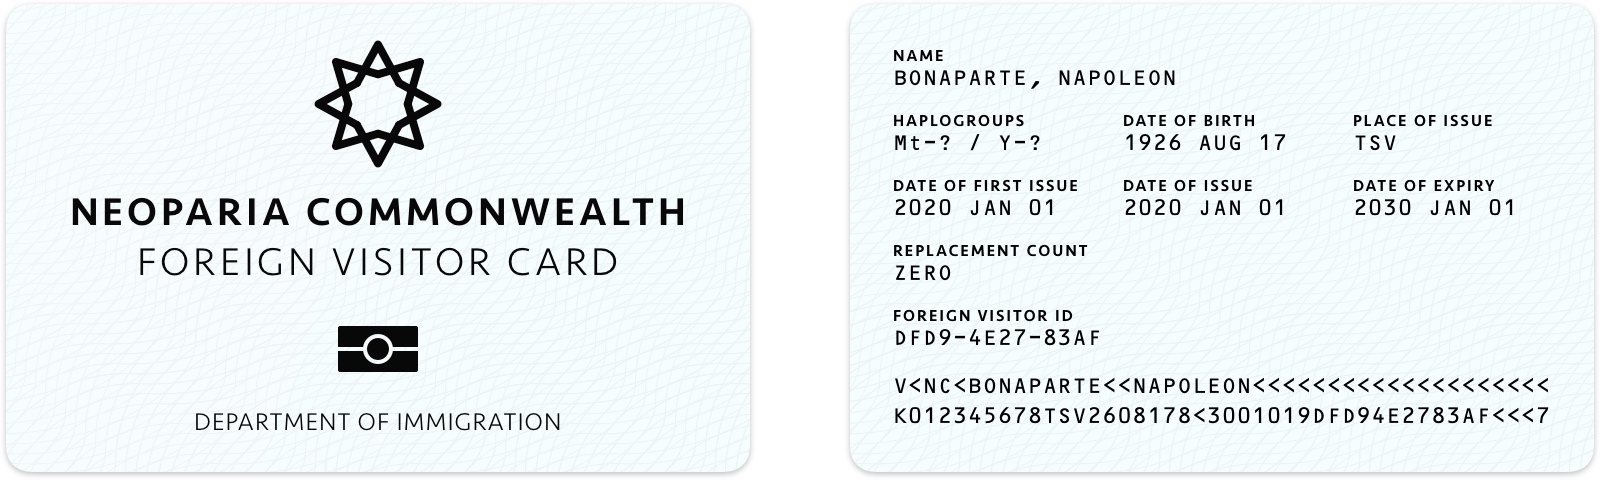 NEOPARIA COMMONWEALTH
FOREIGN VISITOR CARD
DEPARTMENT OF IMMIGRATION
NAME
BONAPARTE, NAPOLEON
HAPLOGROUPS DATE OF BIRTH PLACE OF ISSUE
Mt-? / Y-? 1926 AUG 17 TSV
DATE OF FIRST ISSUE DATE OF ISSUE DATE OF EXPIRY
2020 JAN 01 2020 JAN 01 2030 JAN 01
REPLACEMENT COUNT
ZERO
FOREIGN VISITOR ID
DFD9-4E27-83AF
V<NC<BONAPARTE<<NAPOLEON<<<<<<<<<<<<<<<<<<<<
K012345678TSV2608178<3001019DFD94E2783AF<<<7